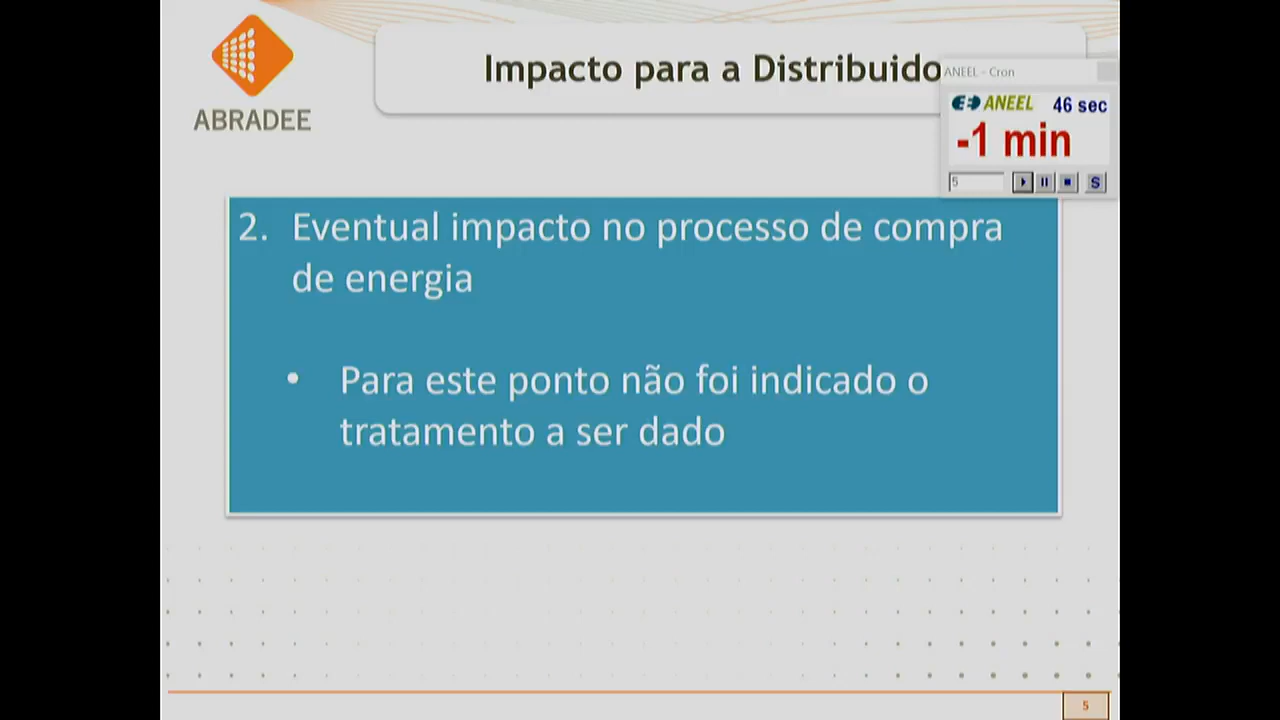 ABRADEE
Impacto para a Distribuido
ANEEL - Cron
ANEEL 46 sec
-1 min
5
S
2. Eventual impacto no processo de compra
de energia
• Para este ponto não foi indicado o
tratamento a ser dado
5